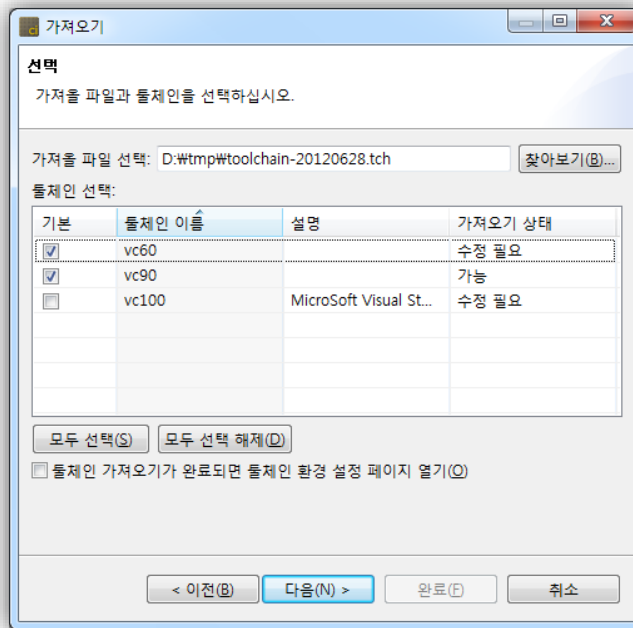 가져오기
선택
가져올 파일과 툴체인을 선택하십시오.
가져올 파일 선택: D:₩tmp₩toolchain-20120628.tch 찾아보기(B)...
툴체인 선택:
기본 툴체인 이름 설명 가져오기 상태
vc60 수정 필요
vc90 가능
vc100 MicroSoft Visual St... 수정 필요
모두 선택(S) 모두 선택 해제(D)
툴체인 가져오기가 완료되면 툴체인 환경 설정 페이지 열기(O)
< 이전(B) 다음(N) > 완료(F) 취소